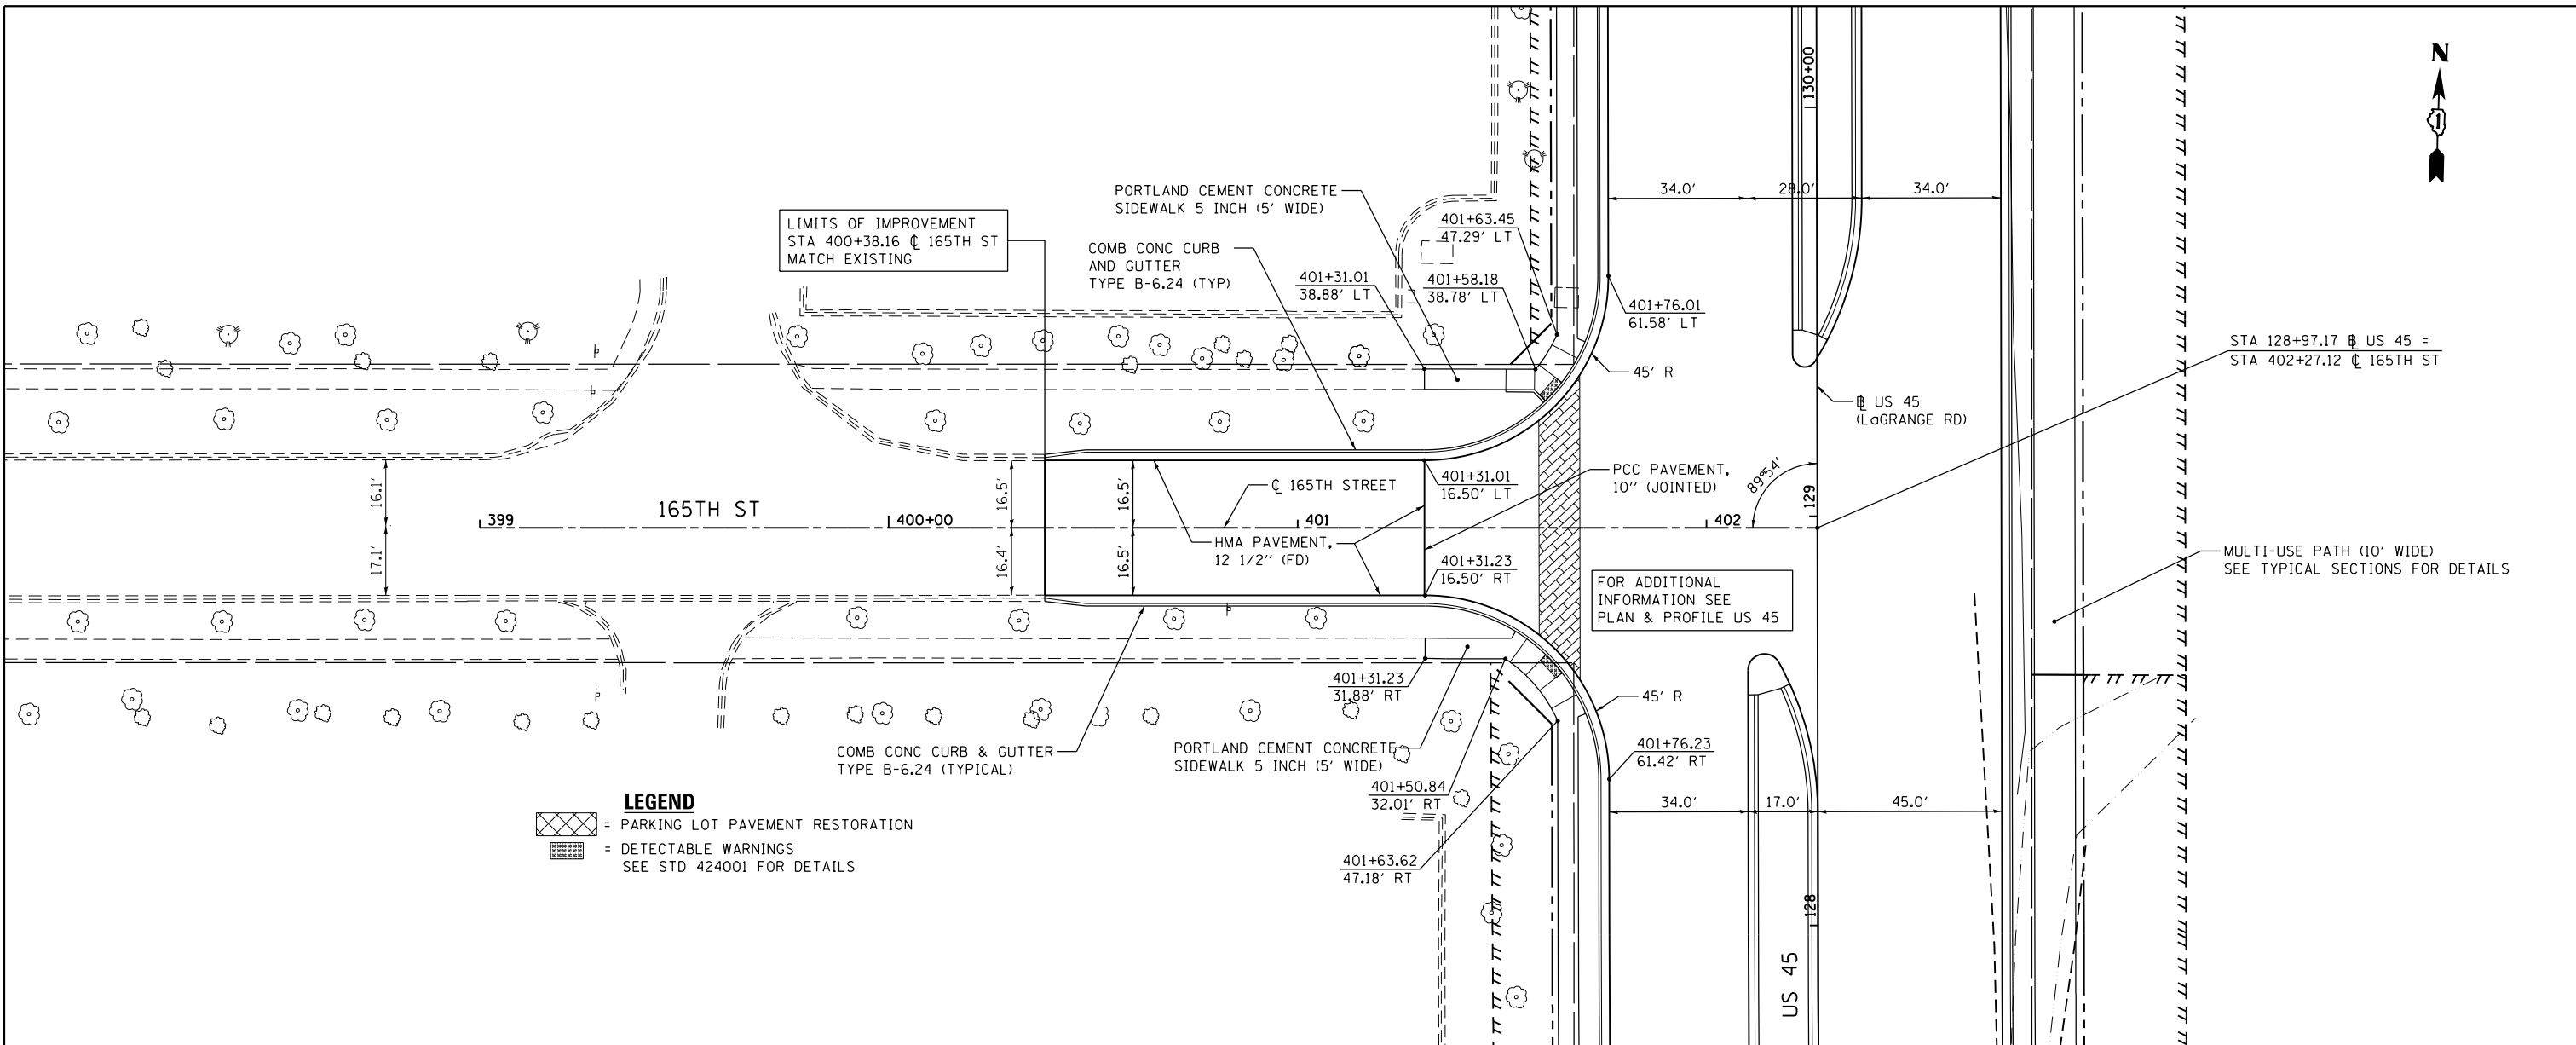 N
1
130+00
34.0'
28.0'
34.0'
PORTLAND CEMENT CONCRETE
SIDEWALK 5 INCH (5' WIDE)
LIMITS OF IMPROVEMENT
STA 400+38.16 ℄ 165TH ST
MATCH EXISTING
COMB CONC CURB
AND GUTTER
TYPE B-6.24 (TYP)
401+63.45
47.29' LT
401+31.01
38.88' LT
401+58.18
38.78' LT
401+76.01
61.58' LT
45' R
STA 128+97.17 ␢ US 45 =
STA 402+27.12 ℄ 165TH ST
␢ US 45
(LaGRANGE RD)
16.1'
17.1'
165TH ST
399
400+00
16.5'
16.4'
16.5'
16.5'
℄ 165TH STREET
401
HMA PAVEMENT,
12 1/2" (FD)
401+31.01
16.50' LT
PCC PAVEMENT,
10" (JOINTED)
89°54'
129
402
401+31.23
16.50' RT
FOR ADDITIONAL
INFORMATION SEE
PLAN & PROFILE US 45
MULTI-USE PATH (10' WIDE)
SEE TYPICAL SECTIONS FOR DETAILS
401+31.23
31.88' RT
45' R
COMB CONC CURB & GUTTER
TYPE B-6.24 (TYPICAL)
PORTLAND CEMENT CONCRETE
SIDEWALK 5 INCH (5' WIDE)
401+76.23
61.42' RT
401+50.84
32.01' RT
34.0'
17.0'
45.0'
401+63.62
47.18' RT
LEGEND
= PARKING LOT PAVEMENT RESTORATION
= DETECTABLE WARNINGS
SEE STD 424001 FOR DETAILS
128
US 45